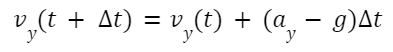 v_y(t + Δt) = v_y(t) + (a_y − g)Δt